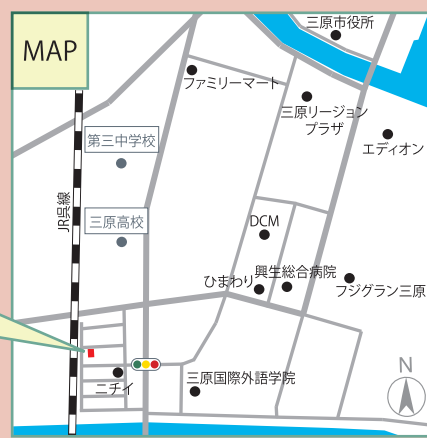 三原市役所
MAP
ファミリーマート
三原リージョン
プラザ
第三中学校
エディオン
JR呉線
三原高校
DCM
興生総合病院
ひまわり
フジグラン三原
N
三原国際外語学院
ニチイ